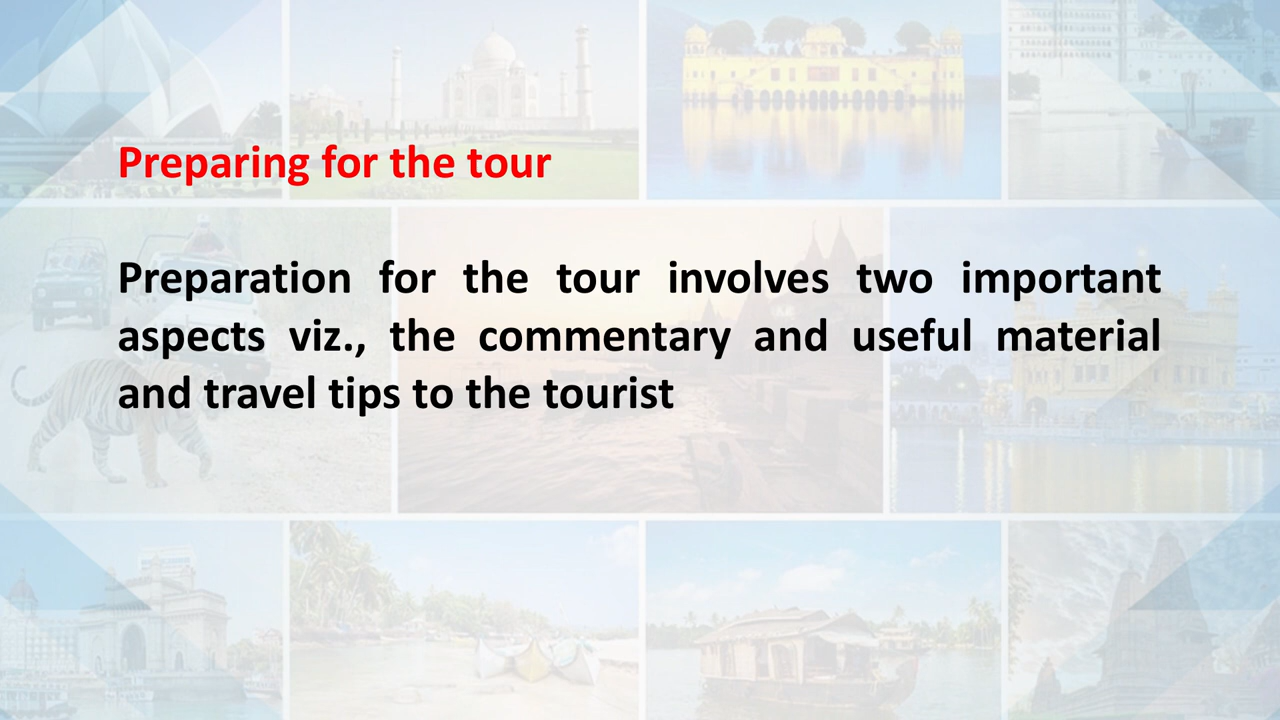 Preparing for the tour
Preparation for the tour involves two important
aspects viz., the commentary and useful material
and travel tips to the tourist